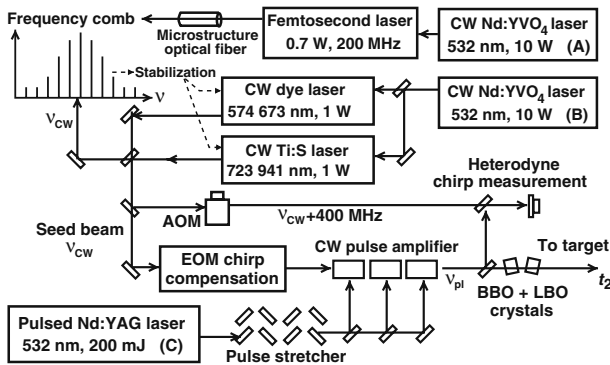 Frequency comb
Microstructure
optical fiber
Femtosecond laser
0.7 W, 200 MHz
CW Nd:YVO4 laser
532 nm, 10 W (A)
Stabilization
ν
νCW
CW dye laser
574 673 nm, 1 W
CW Nd:YVO4 laser
532 nm, 10 W (B)
CW Ti:S laser
723 941 nm, 1 W
Heterodyne
chirp measurement
AOM
νCW+400 MHz
Seed beam
νCW
EOM chirp
compensation
CW pulse amplifier
νpl
To target
t2
BBO + LBO
crystals
Pulsed Nd:YAG laser
532 nm, 200 mJ (C)
Pulse stretcher